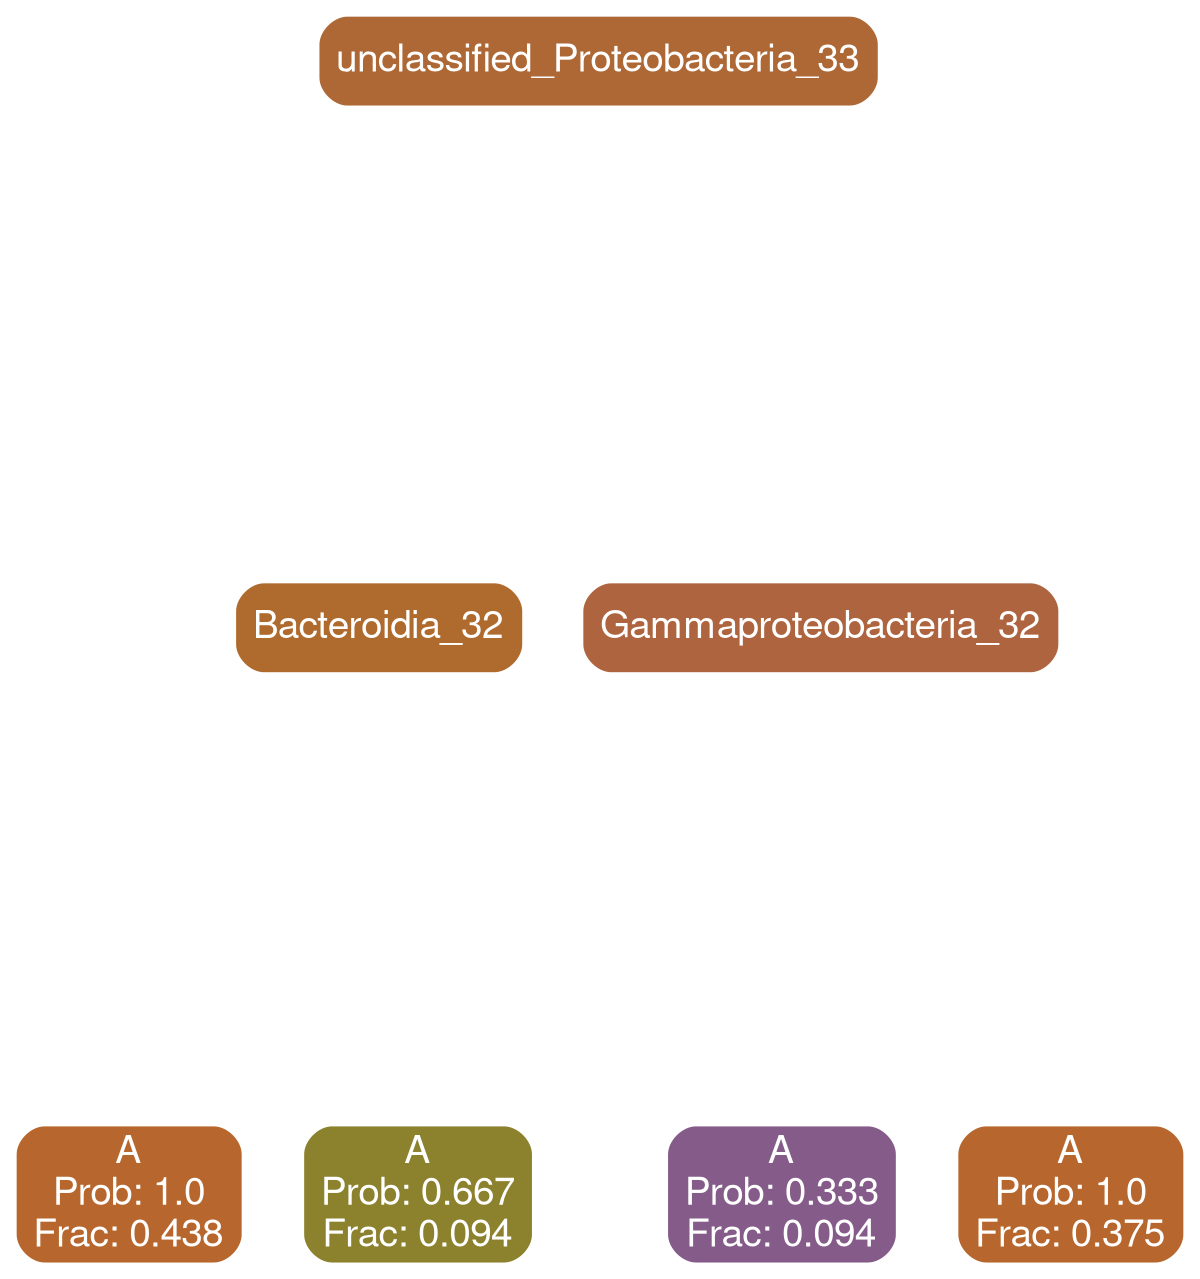 unclassified_Proteobacteria_33
Bacteroidia_32
Gammaproteobacteria_32
A
Prob: 1.0
Frac: 0.438
A
Prob: 0.667
Frac: 0.094
A
Prob: 0.333
Frac: 0.094
A
Prob: 1.0
Frac: 0.375